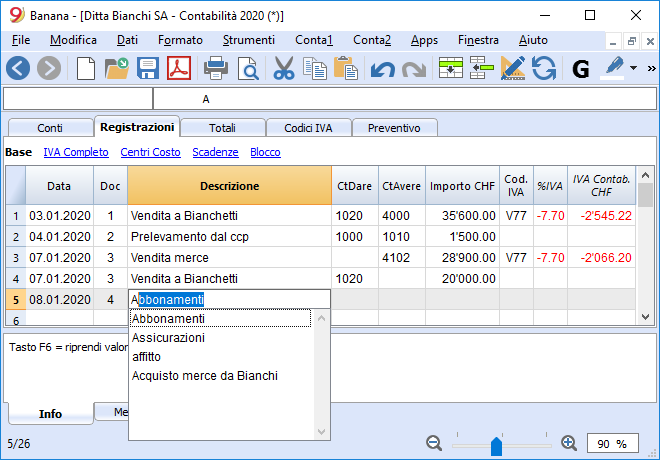 Banana - [Ditta Bianchi SA - Contabilità 2020 (*)]
File Modifica Dati Formato Strumenti Conta1 Conta2 Apps Finestra Aiuto
G
A
Conti Registrazioni Totali Codici IVA Preventivo
Base IVA Completo Centri Costo Scadenze Blocco
Data Doc Descrizione CtDare CtAvere Importo CHF Cod. IVA %IVA IVA Contab. CHF
1 03.01.2020 1 Vendita a Bianchetti 1020 4000 35'600.00 V77 -7.70 -2'545.22
2 04.01.2020 2 Prelevamento dal ccp 1000 1010 1'500.00
3 07.01.2020 3 Vendita merce 4102 28'900.00 V77 -7.70 -2'066.20
4 07.01.2020 3 Vendita a Bianchetti 1020 20'000.00
5 08.01.2020 4 Abbonamenti
6
Abbonamenti
Assicurazioni
affitto
Acquisto merce da Bianchi
Tasto F6 = riprendi valor
Info Me
5/26
90 %